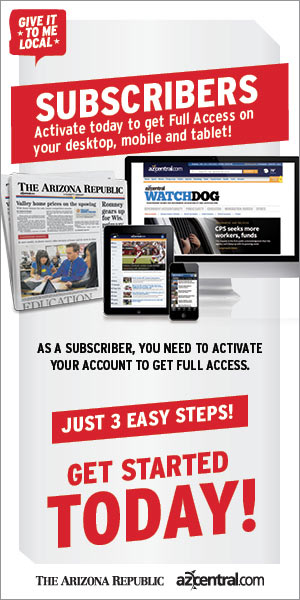 GIVE IT
TO ME
LOCAL
SUBSCRIBERS
Activate today to get Full Access on
your desktop, mobile and tablet!
THE ARIZONA REPUBLIC
Valley home prices on the upswing
Romney
gears up
for Wis.
EDUCATION
azcentral.com
azcentral
WATCHDOG
CPS seeks more
workers, funds
AS A SUBSCRIBER, YOU NEED TO ACTIVATE
YOUR ACCOUNT TO GET FULL ACCESS.
JUST 3 EASY STEPS!
GET STARTED
TODAY!
THE ARIZONA REPUBLIC
azcentral.com